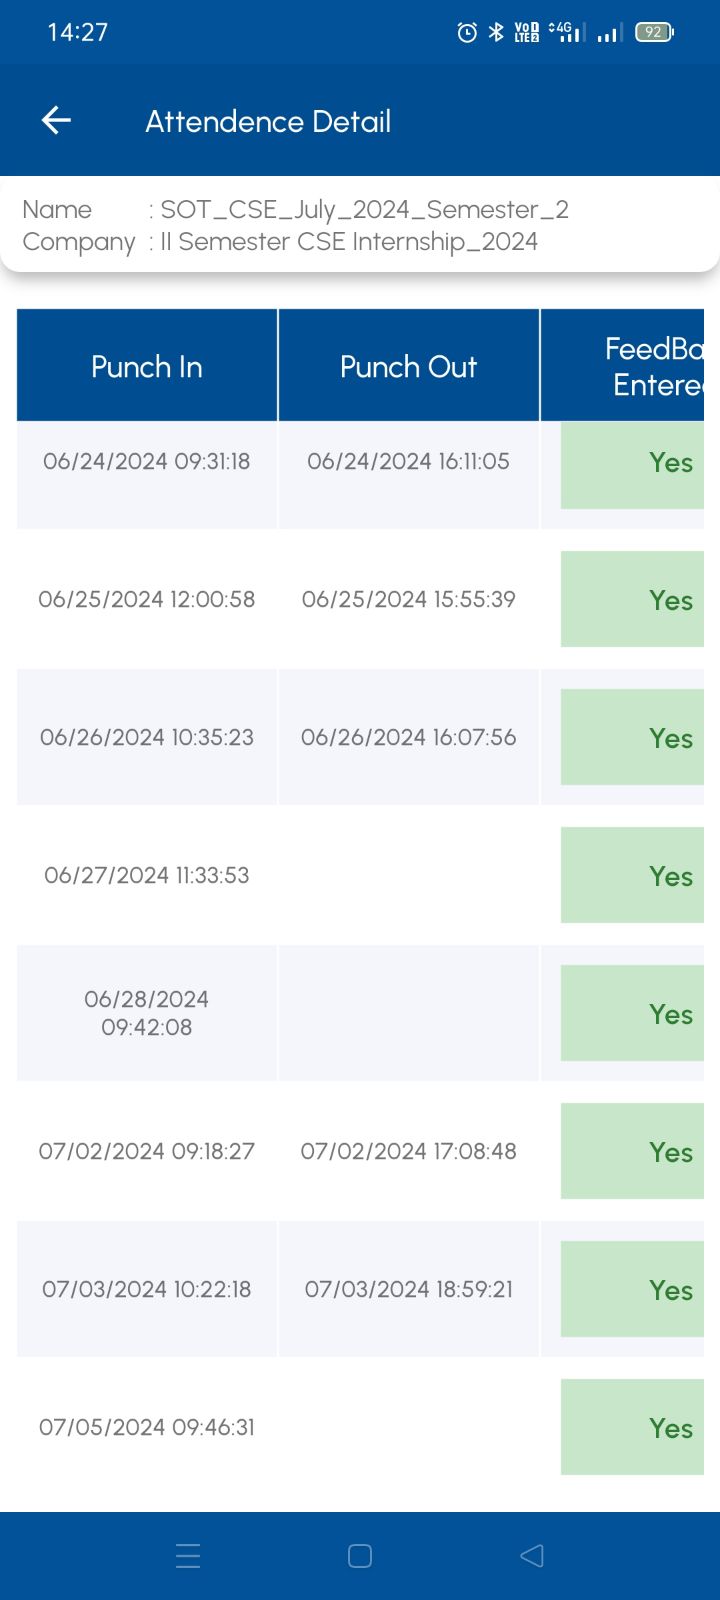 14:27
VoD
LTE2
4G
92
Attendence Detail
Name : SOT_CSE_July_2024_Semester_2
Company : II Semester CSE Internship_2024
Punch In Punch Out FeedBa
Entere
06/24/2024 09:31:18 06/24/2024 16:11:05 Yes
06/25/2024 12:00:58 06/25/2024 15:55:39 Yes
06/26/2024 10:35:23 06/26/2024 16:07:56 Yes
06/27/2024 11:33:53 Yes
06/28/2024
09:42:08 Yes
07/02/2024 09:18:27 07/02/2024 17:08:48 Yes
07/03/2024 10:22:18 07/03/2024 18:59:21 Yes
07/05/2024 09:46:31 Yes